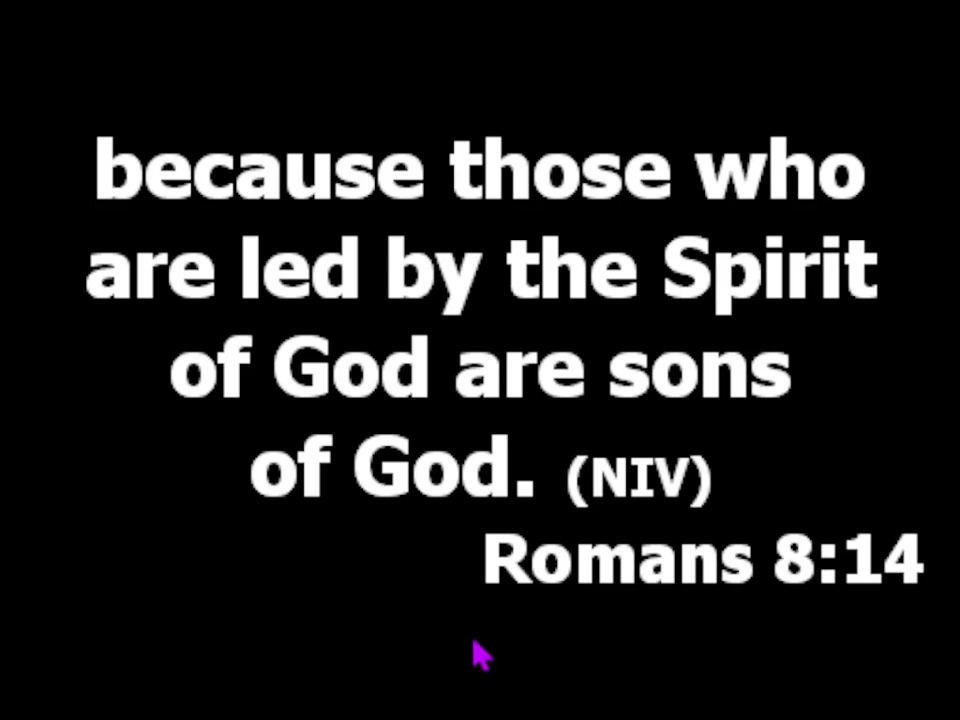 because those who
are led by the Spirit
of God are sons
of God. (NIV)
Romans 8:14